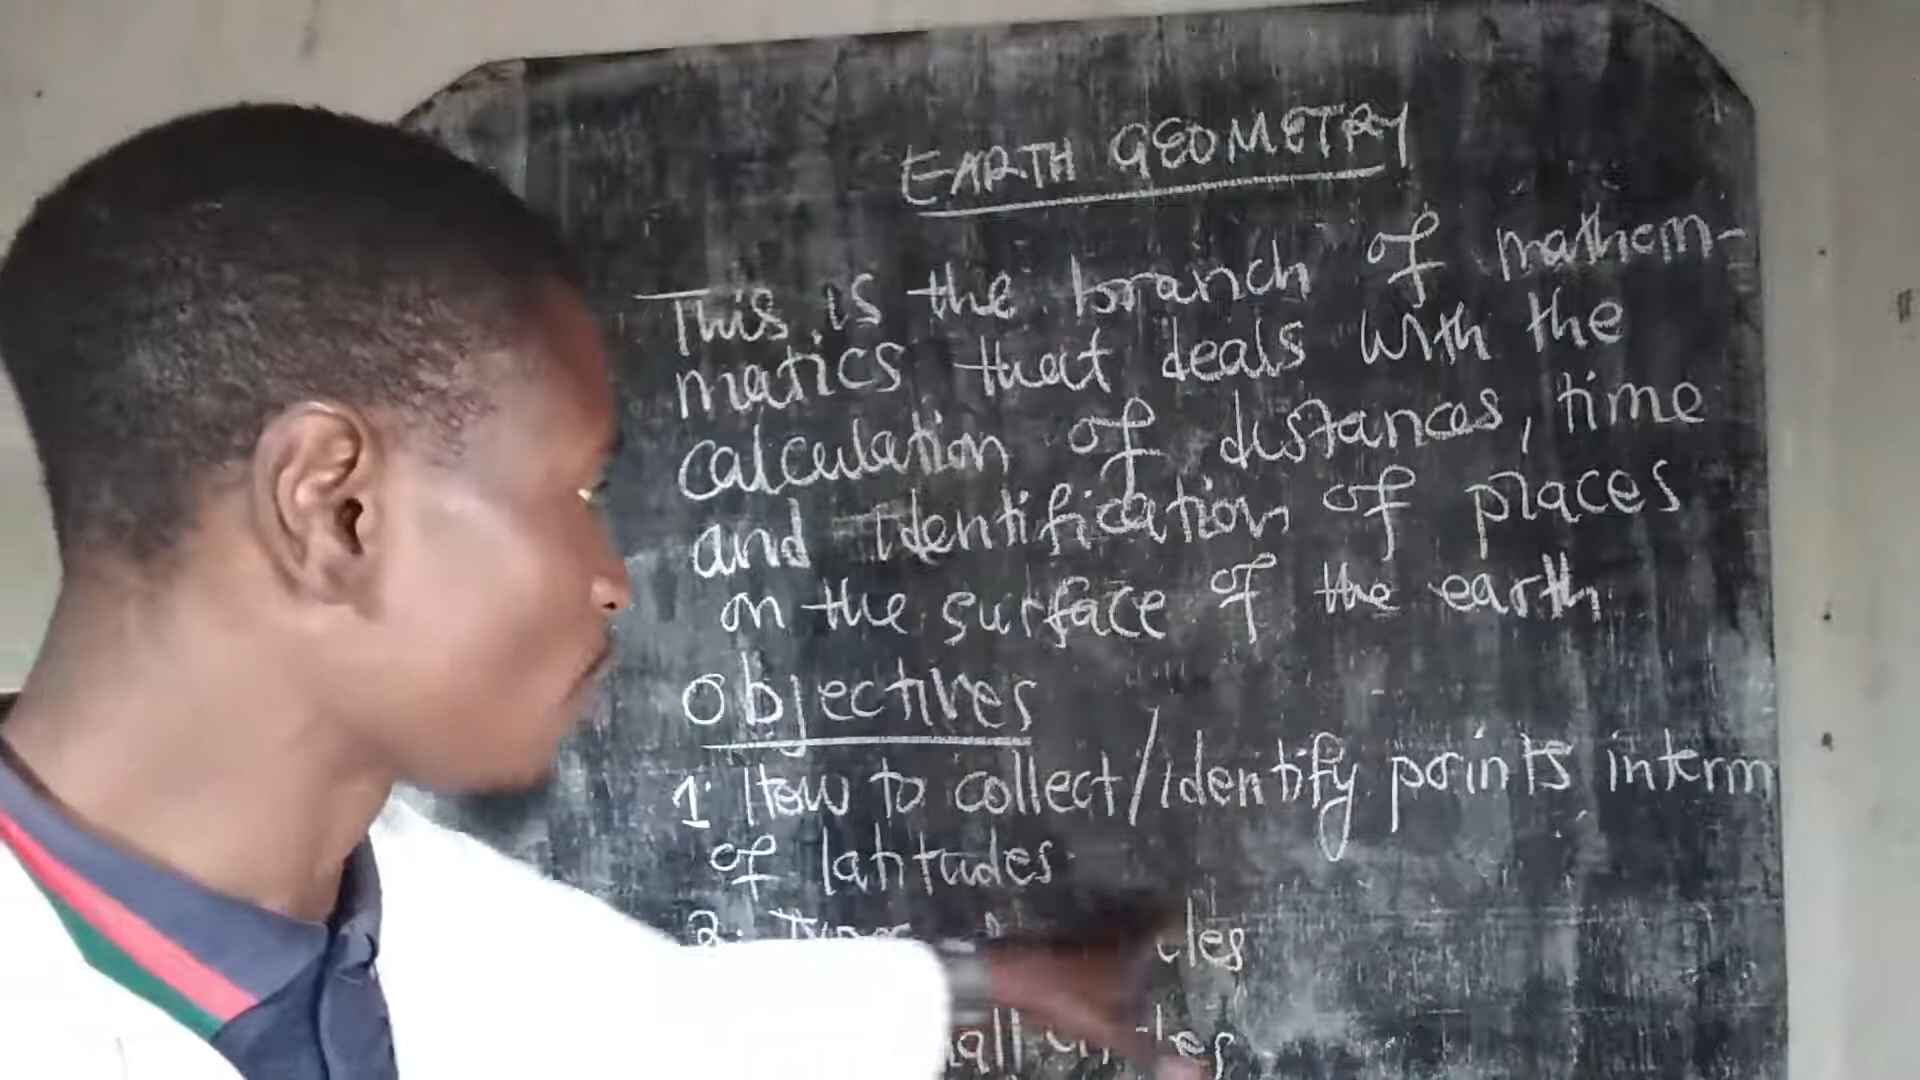 EARTH GEOMETRY
This is the branch of mathem-
matics that deals with the
calculation of distances, time
and identification of places
on the surface of the earth.
Objectives
1. How to collect/identify points interm
of latitudes
2.